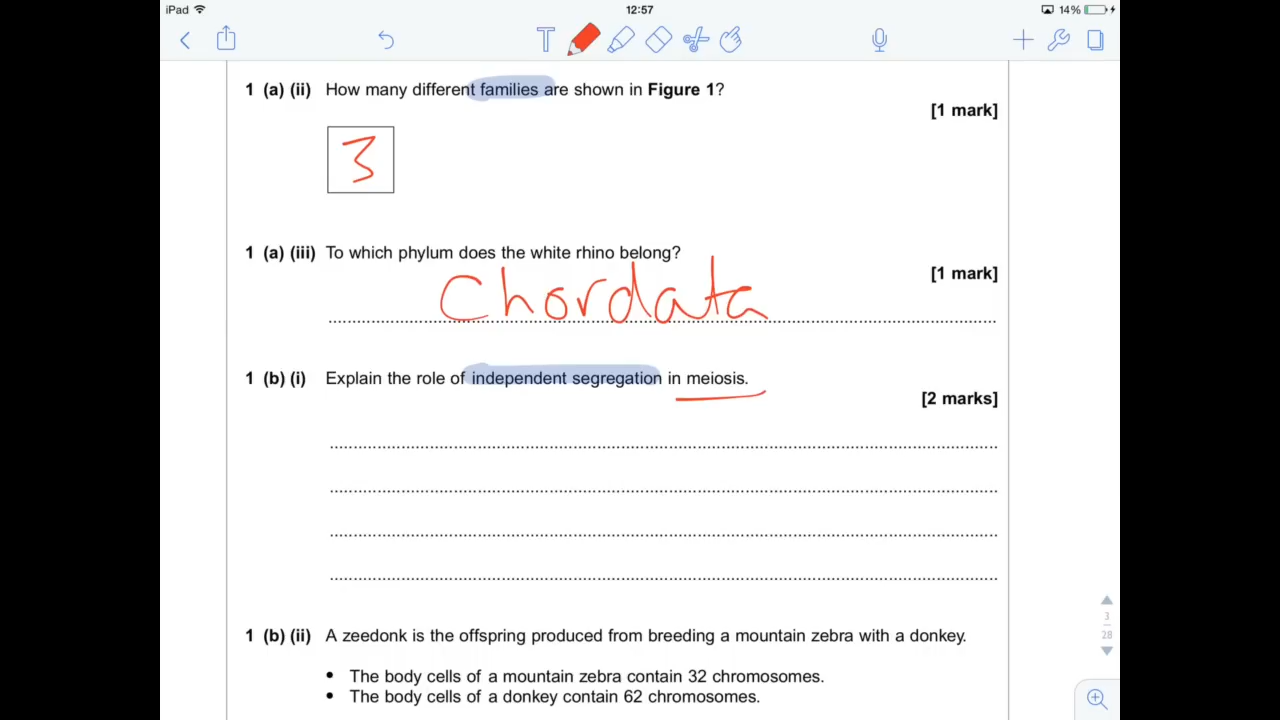 iPad 12:57 14%
T
1 (a) (ii) How many different families are shown in Figure 1?
[1 mark]
3
1 (a) (iii) To which phylum does the white rhino belong?
[1 mark]
Chordata
1 (b) (i) Explain the role of independent segregation in meiosis.
[2 marks]
1 (b) (ii) A zeedonk is the offspring produced from breeding a mountain zebra with a donkey.
3
28
• The body cells of a mountain zebra contain 32 chromosomes.
• The body cells of a donkey contain 62 chromosomes.